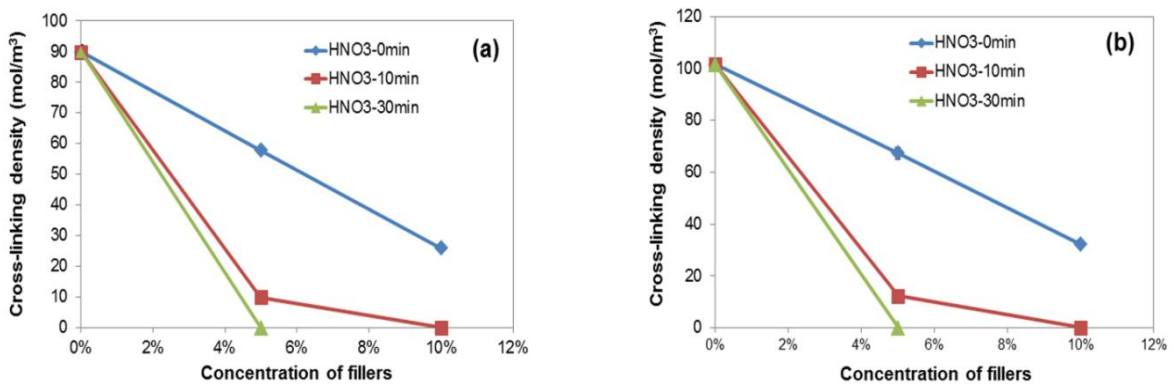 (a)
Cross-linking density (mol/m³)
100
90
80
70
60
50
40
30
20
10
0
HNO3-0min
HNO3-10min
HNO3-30min
0% 2% 4% 6% 8% 10% 12%
Concentration of fillers
(b)
Cross-linking density (mol/m³)
120
100
80
60
40
20
0
HNO3-0min
HNO3-10min
HNO3-30min
0% 2% 4% 6% 8% 10% 12%
Concentration of fillers